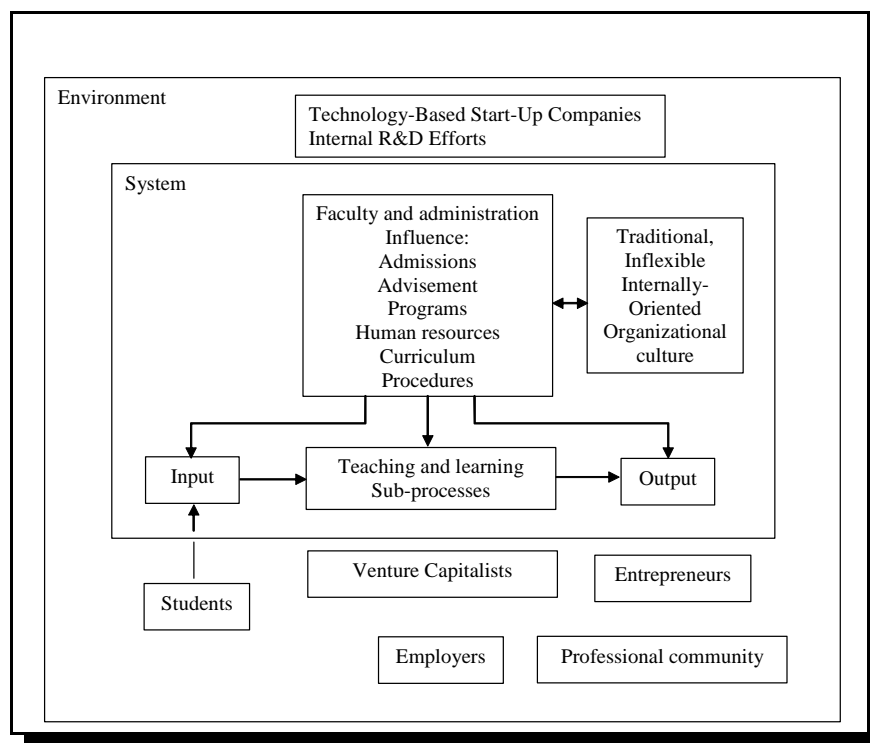 Environment
Technology-Based Start-Up Companies
Internal R&D Efforts
System
Faculty and administration
Influence:
Admissions
Advisement
Programs
Human resources
Curriculum
Procedures
Traditional,
Inflexible
Internally-
Oriented
Organizational
culture
Input
Teaching and learning
Sub-processes
Output
Students
Venture Capitalists
Entrepreneurs
Employers
Professional community